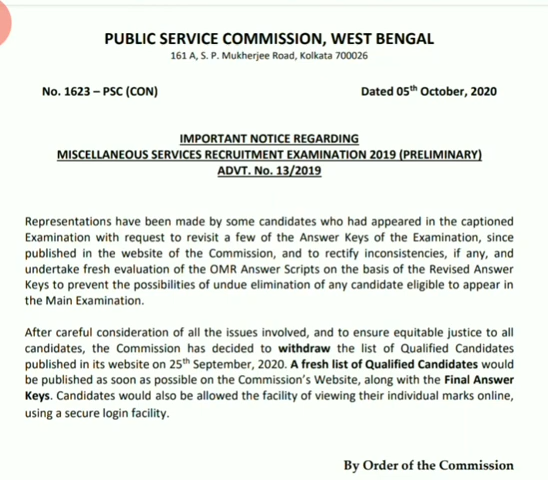 PUBLIC SERVICE COMMISSION, WEST BENGAL
161 A, S. P. Mukherjee Road, Kolkata 700026
No. 1623 – PSC (CON) Dated 05th October, 2020
IMPORTANT NOTICE REGARDING
MISCELLANEOUS SERVICES RECRUITMENT EXAMINATION 2019 (PRELIMINARY)
ADVT. No. 13/2019
Representations have been made by some candidates who had appeared in the captioned
Examination with request to revisit a few of the Answer Keys of the Examination, since
published in the website of the Commission, and to rectify inconsistencies, if any, and
undertake fresh evaluation of the OMR Answer Scripts on the basis of the Revised Answer
Keys to prevent the possibilities of undue elimination of any candidate eligible to appear in
the Main Examination.
After careful consideration of all the issues involved, and to ensure equitable justice to all
candidates, the Commission has decided to withdraw the list of Qualified Candidates
published in its website on 25th September, 2020. A fresh list of Qualified Candidates would
be published as soon as possible on the Commission's Website, along with the Final Answer
Keys. Candidates would also be allowed the facility of viewing their individual marks online,
using a secure login facility.
By Order of the Commission